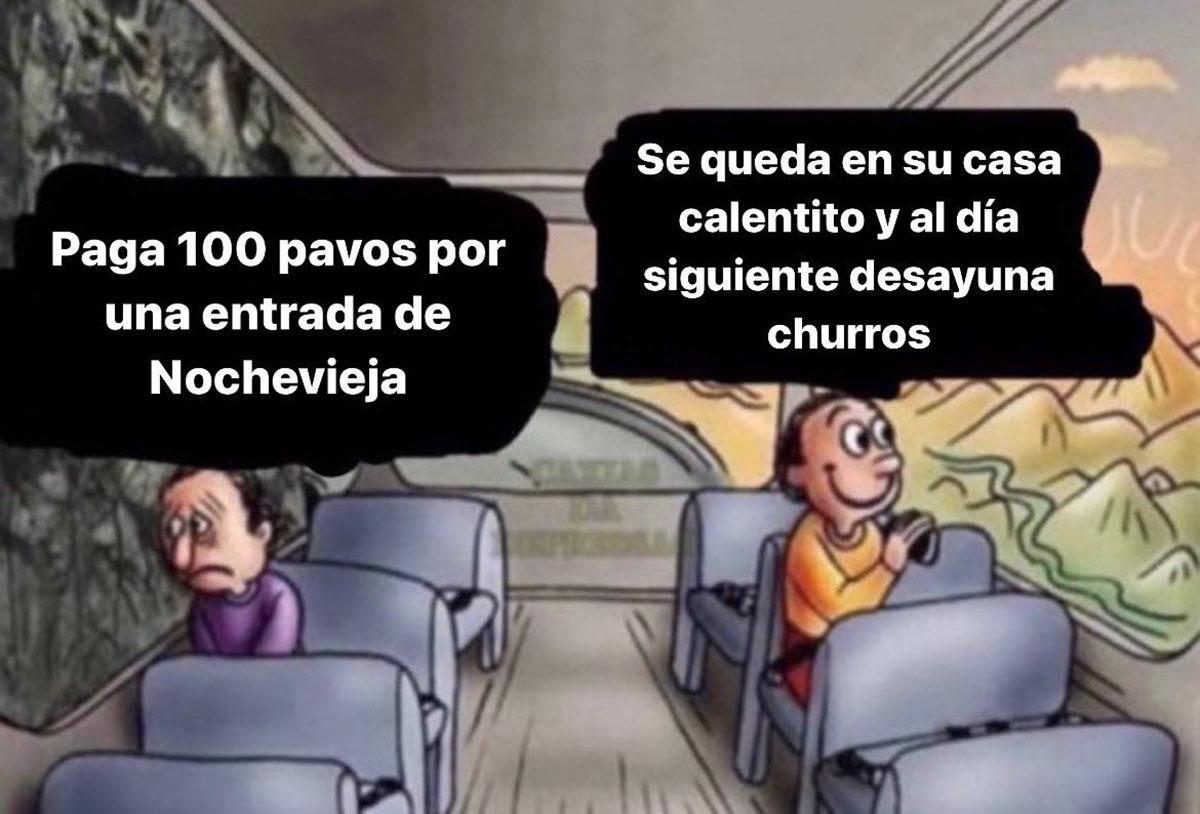 Paga 100 pavos por
una entrada de
Nochevieja
Se queda en su casa
calentito y al día
siguiente desayuna
churros